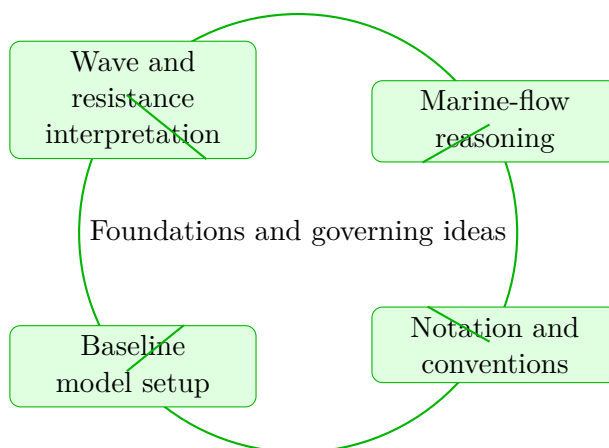 Wave and
resistance
interpretation
Marine-flow
reasoning
Foundations and governing ideas
Baseline
model setup
Notation and
conventions